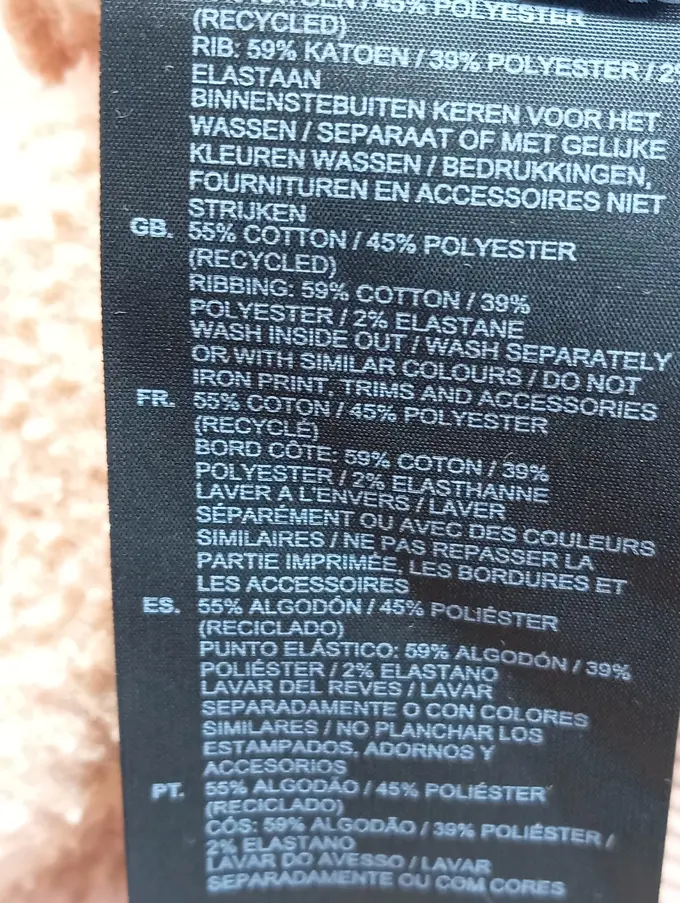 45% POLYESTER
(RECYCLED)
RIB: 59% KATOEN / 39% POLYESTER / 2%
ELASTAAN
BINNENSTEBUITEN KEREN VOOR HET
WASSEN / SEPARAAT OF MET GELIJKE
KLEUREN WASSEN / BEDRUKKINGEN,
FOURNITUREN EN ACCESSOIRES NIET
STRIJKEN
GB. 55% COTTON / 45% POLYESTER
(RECYCLED)
RIBBING: 59% COTTON / 39%
POLYESTER / 2% ELASTANE
WASH INSIDE OUT / WASH SEPARATELY
OR WITH SIMILAR COLOURS / DO NOT
IRON PRINT, TRIMS AND ACCESSORIES
FR. 55% COTON / 45% POLYESTER
(RECYCLÉ)
BORD CÔTE: 59% COTON / 39%
POLYESTER / 2% ELASTHANNE
LAVER A L'ENVERS / LAVER
SÉPARÉMENT OU AVEC DES COULEURS
SIMILAIRES / NE PAS REPASSER LA
PARTIE IMPRIMÉE, LES BORDURES ET
LES ACCESSOIRES
ES. 55% ALGODÓN / 45% POLIÉSTER
(RECICLADO)
PUNTO ELÁSTICO: 59% ALGODÓN / 39%
POLIÉSTER / 2% ELASTANO
LAVAR DEL REVES / LAVAR
SEPARADAMENTE O CON COLORES
SIMILARES / NO PLANCHAR LOS
ESTAMPADOS, ADORNOS Y
ACCESORIOS
PT. 55% ALGODÃO / 45% POLIÉSTER
(RECICLADO)
CÓS: 59% ALGODÃO / 39% POLIÉSTER /
2% ELASTANO
LAVAR DO AVESSO / LAVAR
SEPARADAMENTE OU COM CORES